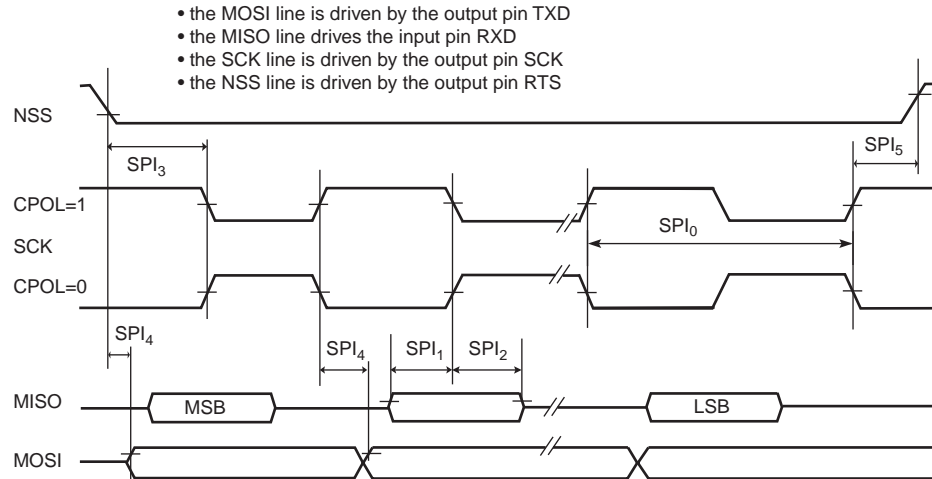 • the MOSI line is driven by the output pin TXD
• the MISO line drives the input pin RXD
• the SCK line is driven by the output pin SCK
• the NSS line is driven by the output pin RTS
NSS
SPI3
SPI5
CPOL=1
SCK
SPI0
CPOL=0
SPI4
SPI4
SPI1
SPI2
MISO
MSB
LSB
MOSI